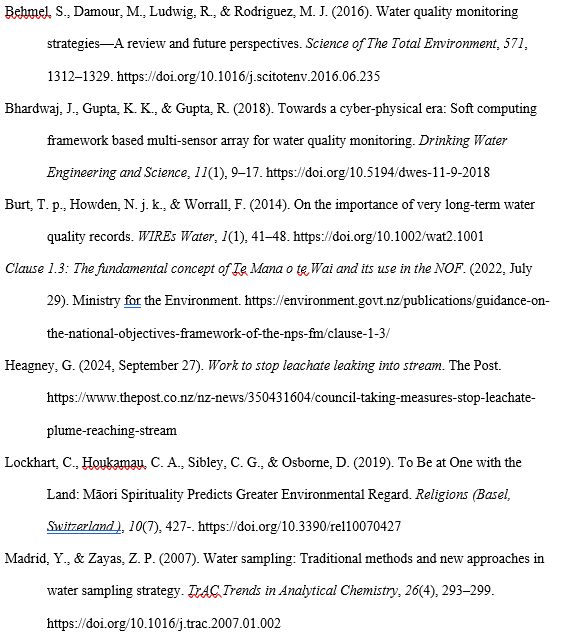 Behmel, S., Damour, M., Ludwig, R., & Rodriguez, M. J. (2016). Water quality monitoring
strategies—A review and future perspectives. Science of The Total Environment, 571,
1312–1329. https://doi.org/10.1016/j.scitotenv.2016.06.235
Bhardwaj, J., Gupta, K. K., & Gupta, R. (2018). Towards a cyber-physical era: Soft computing
framework based multi-sensor array for water quality monitoring. Drinking Water
Engineering and Science, 11(1), 9–17. https://doi.org/10.5194/dwes-11-9-2018
Burt, T. p., Howden, N. j. k., & Worrall, F. (2014). On the importance of very long-term water
quality records. WIREs Water, 1(1), 41–48. https://doi.org/10.1002/wat2.1001
Clause 1.3: The fundamental concept of Te Mana o te Wai and its use in the NOF. (2022, July
29). Ministry for the Environment. https://environment.govt.nz/publications/guidance-on-
the-national-objectives-framework-of-the-nps-fm/clause-1-3/
Heagney, G. (2024, September 27). Work to stop leachate leaking into stream. The Post.
https://www.thepost.co.nz/nz-news/350431604/council-taking-measures-stop-leachate-
plume-reaching-stream
Lockhart, C., Houkamau, C. A., Sibley, C. G., & Osborne, D. (2019). To Be at One with the
Land: Māori Spirituality Predicts Greater Environmental Regard. Religions (Basel,
Switzerland ), 10(7), 427-. https://doi.org/10.3390/rel10070427
Madrid, Y., & Zayas, Z. P. (2007). Water sampling: Traditional methods and new approaches in
water sampling strategy. TrAC Trends in Analytical Chemistry, 26(4), 293–299.
https://doi.org/10.1016/j.trac.2007.01.002